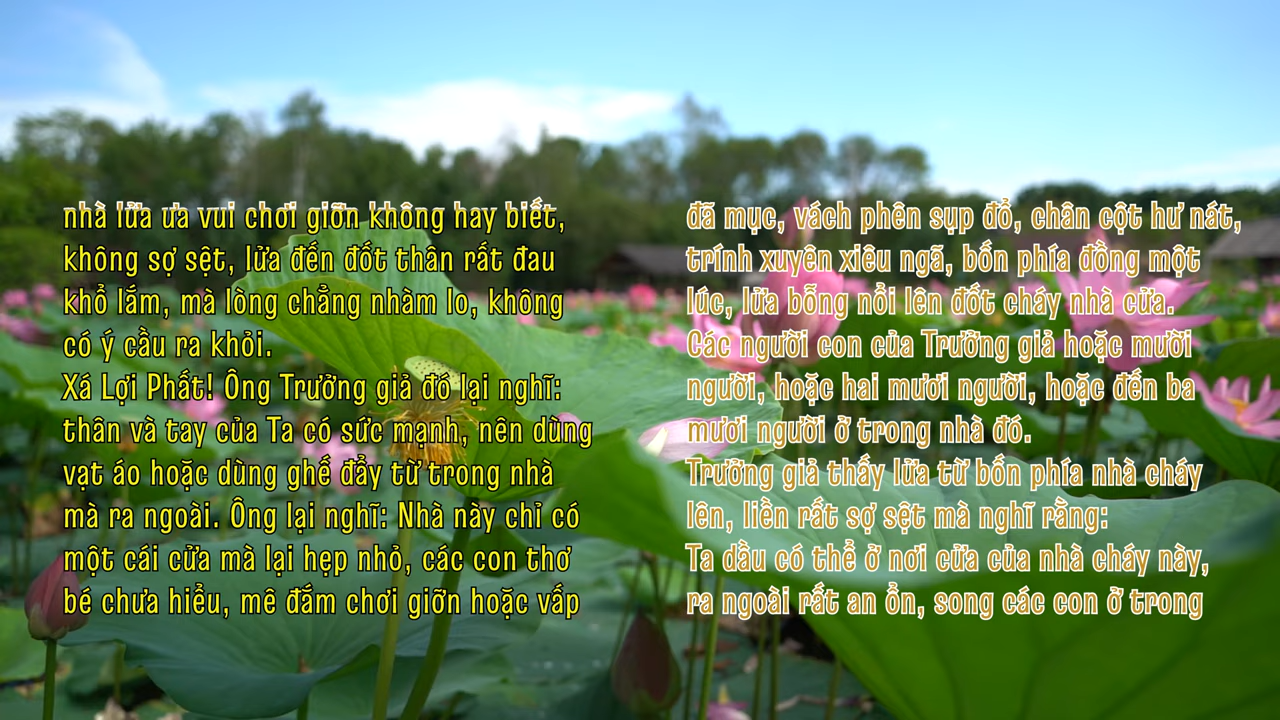 nhà lửa ưa vui chơi giỡn không hay biết,
không sợ sệt, lửa đến đốt thân rất đau
khổ lắm, mà lòng chẳng nhàm lo, không
có ý cầu ra khỏi.
Xá Lợi Phất! Ông Trưởng giả đó lại nghĩ:
thân và tay của Ta có sức mạnh, nên dùng
vạt áo hoặc dùng ghế đẩy từ trong nhà
mà ra ngoài. Ông lại nghĩ: Nhà này chỉ có
một cái cửa mà lại hẹp nhỏ, các con thơ
bé chưa hiểu, mê đắm chơi giỡn hoặc vấp
đã mục, vách phên sụp đổ, chân cột hư nát,
trính xuyên xiêu ngã, bốn phía đồng một
lúc, lửa bỗng nổi lên đốt cháy nhà cửa.
Các người con của Trưởng giả hoặc mười
người, hoặc hai mươi người, hoặc đến ba
mươi người ở trong nhà đó.
Trưởng giả thấy lửa từ bốn phía nhà cháy
lên, liền rất sợ sệt mà nghĩ rằng:
Ta dầu có thể ở nơi cửa của nhà cháy này,
ra ngoài rất an ổn, song các con ở trong